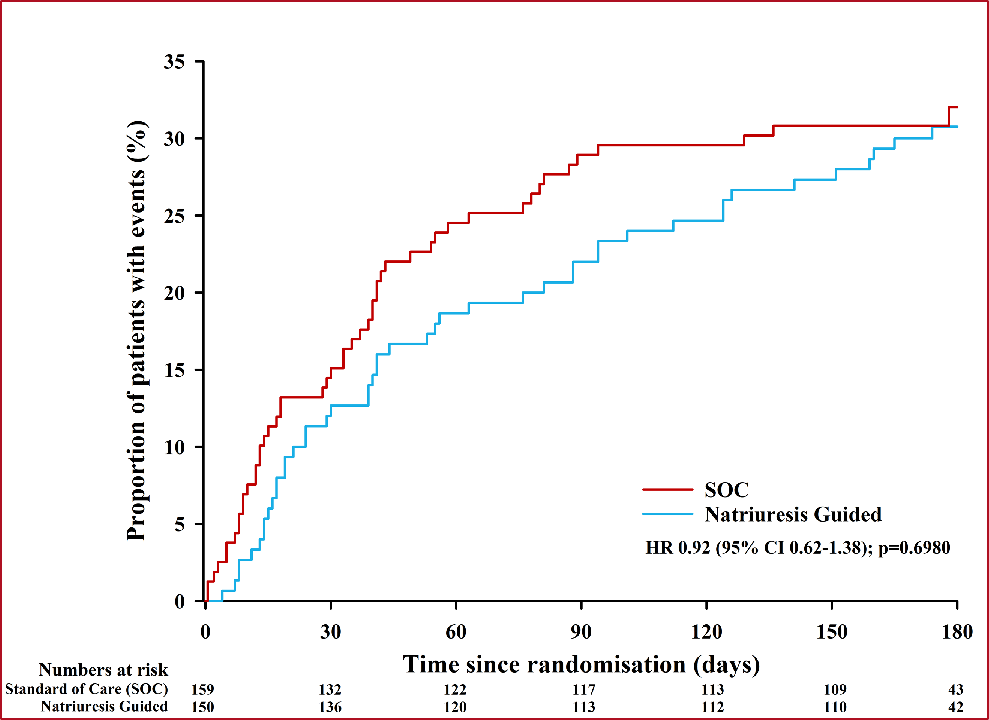 35
30
25
20
15
10
5
0
Proportion of patients with events (%)
SOC
Natriuresis Guided
HR 0.92 (95% CI 0.62-1.38); p=0.6980
0 30 60 90 120 150 180
Time since randomisation (days)
Numbers at risk
Standard of Care (SOC) 159 132 122 117 113 109 43
Natriuresis Guided 150 136 120 113 112 110 42